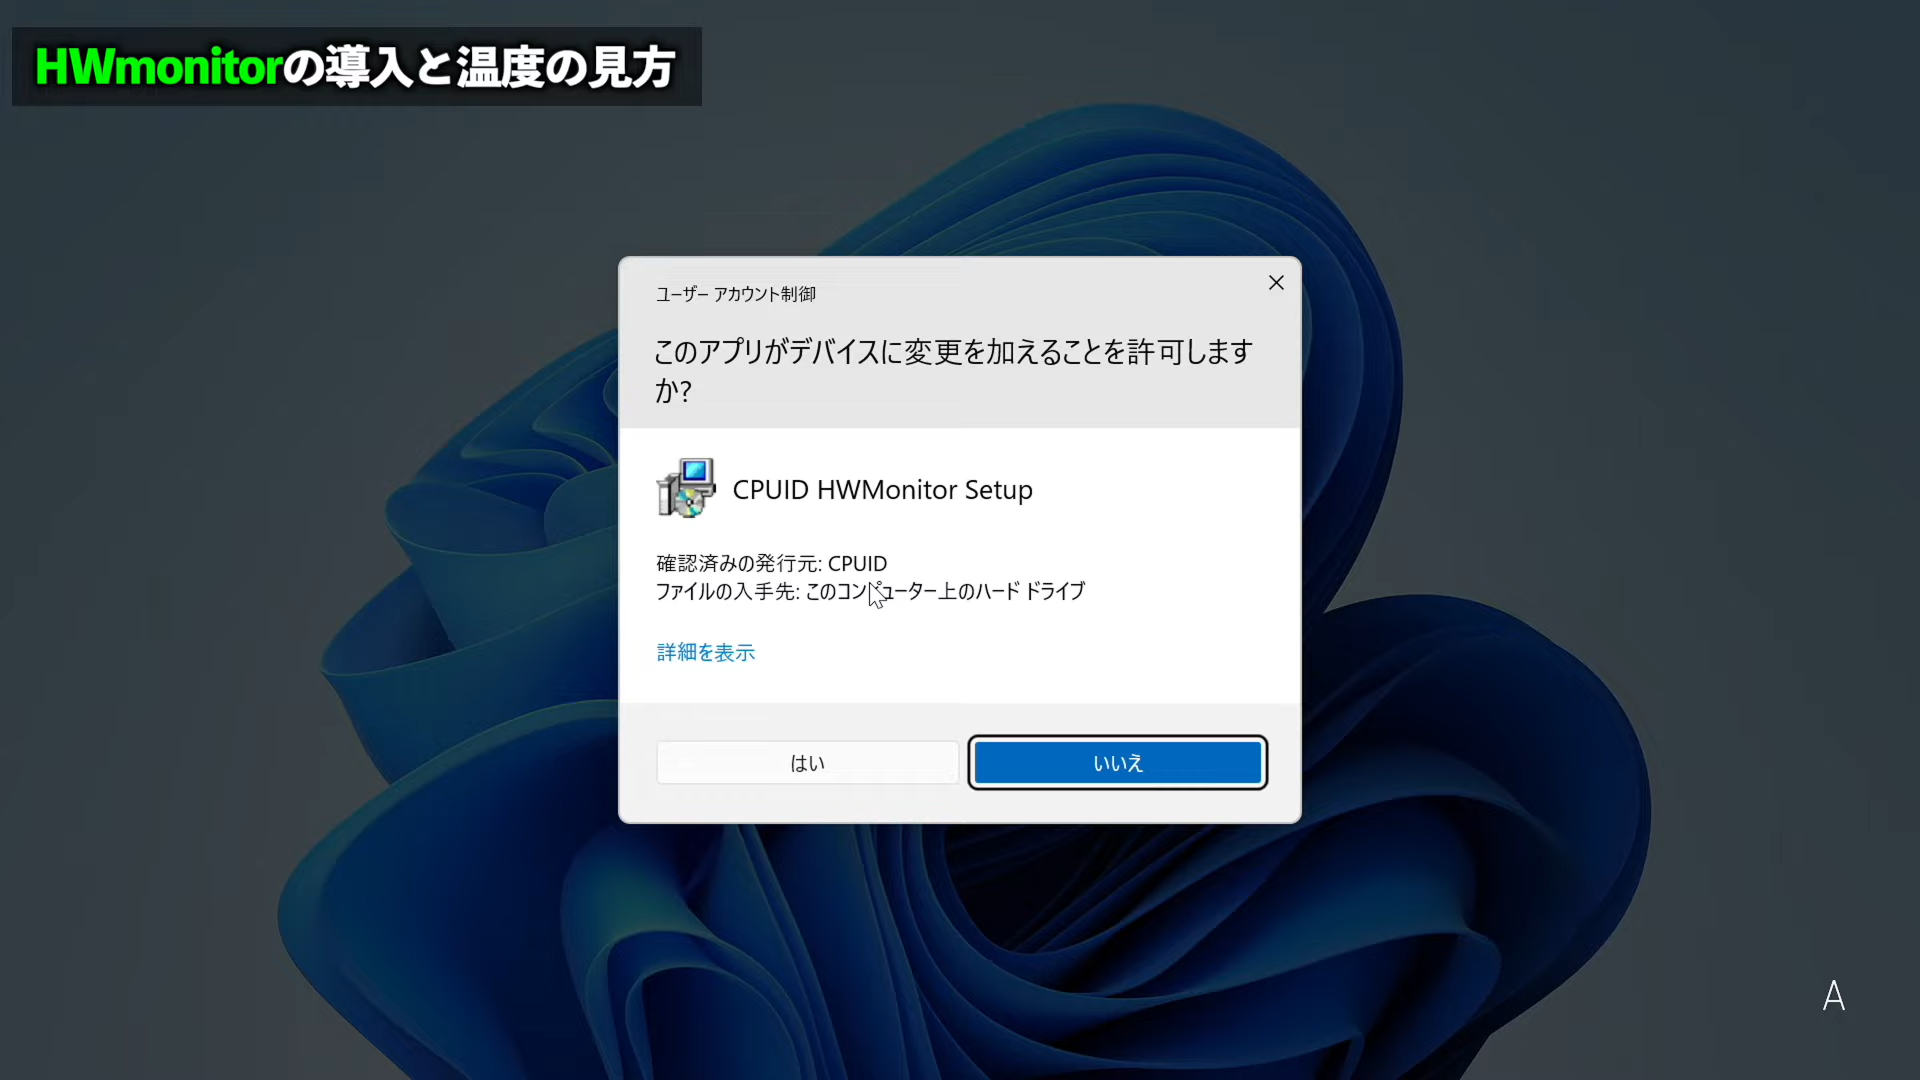 HWmonitorの導入と温度の見方
ユーザー アカウント制御
このアプリがデバイスに変更を加えることを許可します
か?
CPUID HWMonitor Setup
確認済みの発行元: CPUID
ファイルの入手先: このコンピューター上のハード ドライブ
詳細を表示
はい
いいえ
A